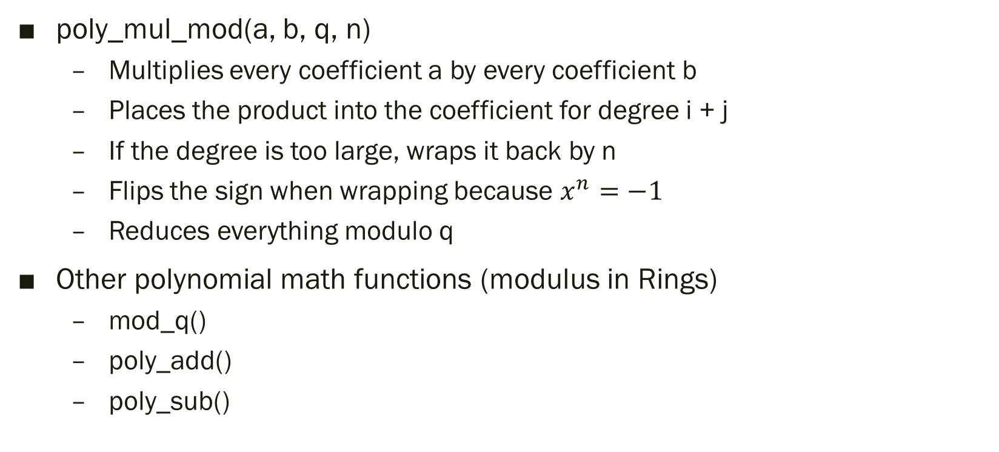 ■ poly_mul_mod(a, b, q, n)
– Multiplies every coefficient a by every coefficient b
– Places the product into the coefficient for degree i + j
– If the degree is too large, wraps it back by n
– Flips the sign when wrapping because xⁿ = −1
– Reduces everything modulo q
■ Other polynomial math functions (modulus in Rings)
– mod_q()
– poly_add()
– poly_sub()